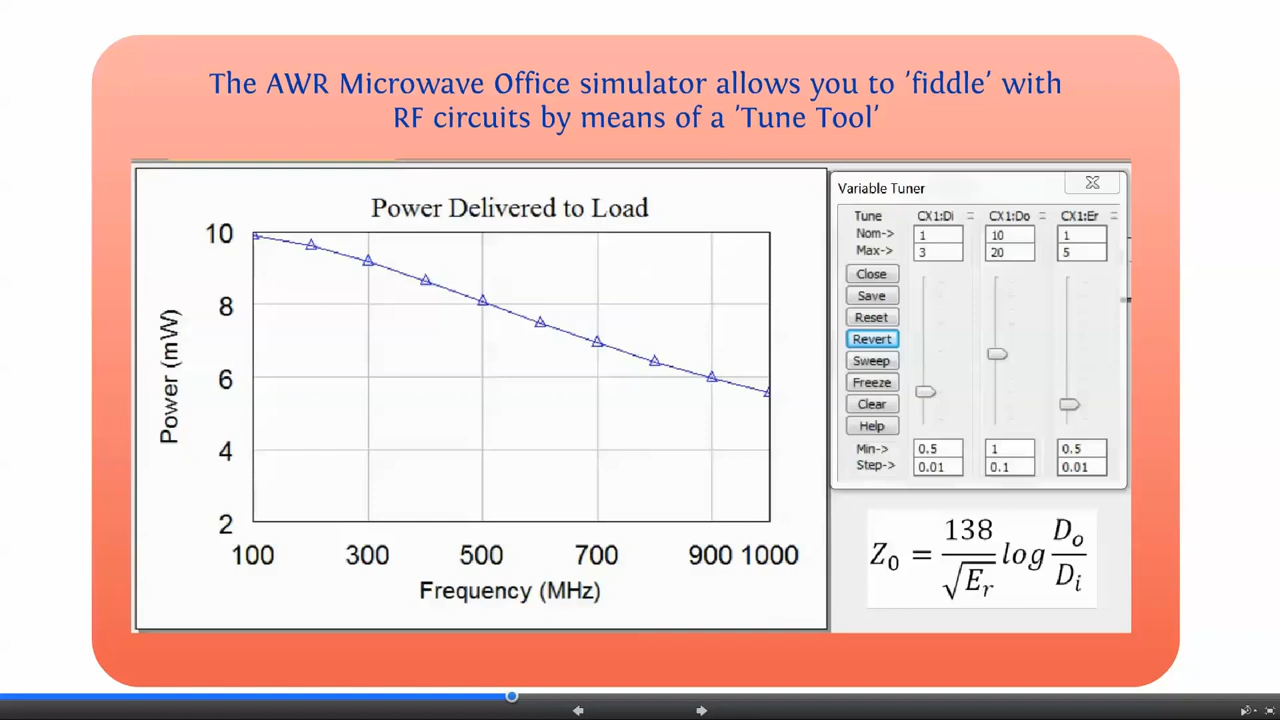 The AWR Microwave Office simulator allows you to 'fiddle' with
RF circuits by means of a 'Tune Tool'
Power Delivered to Load
10
8
6
4
2
Power (mW)
100 300 500 700 900 1000
Frequency (MHz)
Variable Tuner
Tune CX1:Di = CX1:Do = CX1:Er =
Nom-> 1 10 1
Max-> 3 20 5
Close
Save
Reset
Revert
Sweep
Freeze
Clear
Help
Min-> 0.5 1 0.5
Step-> 0.01 0.1 0.01
Z₀ = 138/√Eᵣ log Dₒ/Dᵢ